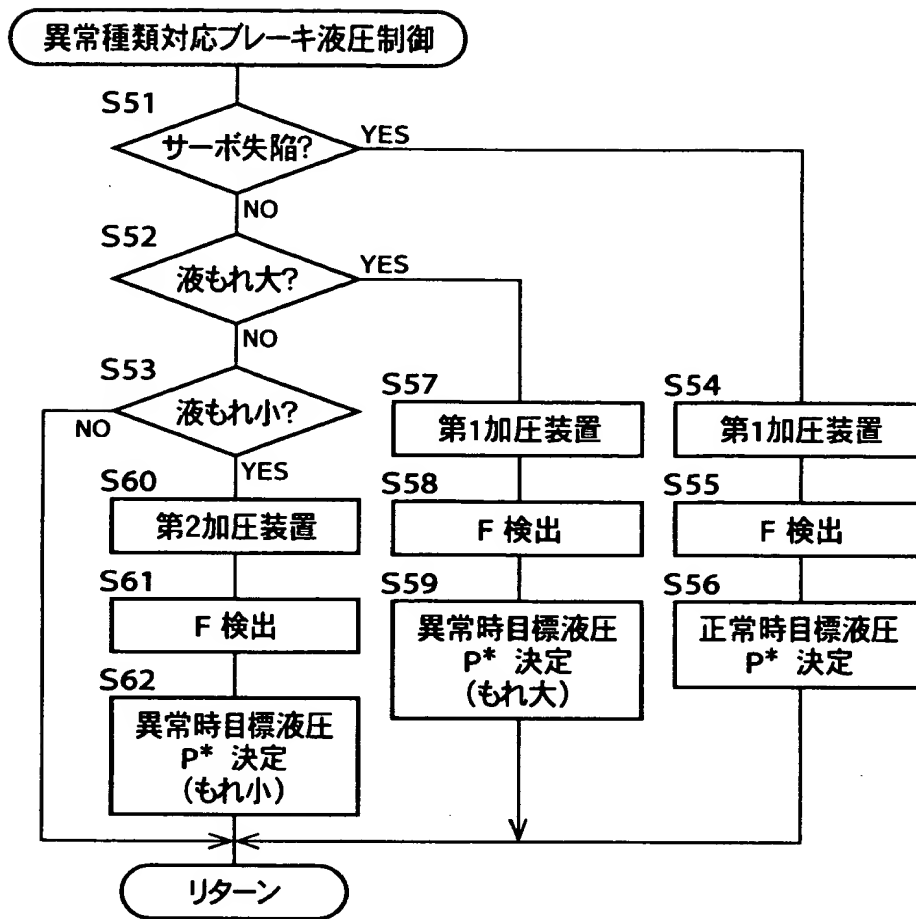 異常種類対応ブレーキ液圧制御
S51
サーボ失陥?
YES
NO
S52
液もれ大?
YES
NO
S53
液もれ小?
NO
YES
S60
第2加圧装置
S61
F 検出
S62
異常時目標液圧
P* 決定
(もれ小)
S57
第1加圧装置
S58
F 検出
S59
異常時目標液圧
P* 決定
(もれ大)
S54
第1加圧装置
S55
F 検出
S56
正常時目標液圧
P* 決定
リターン